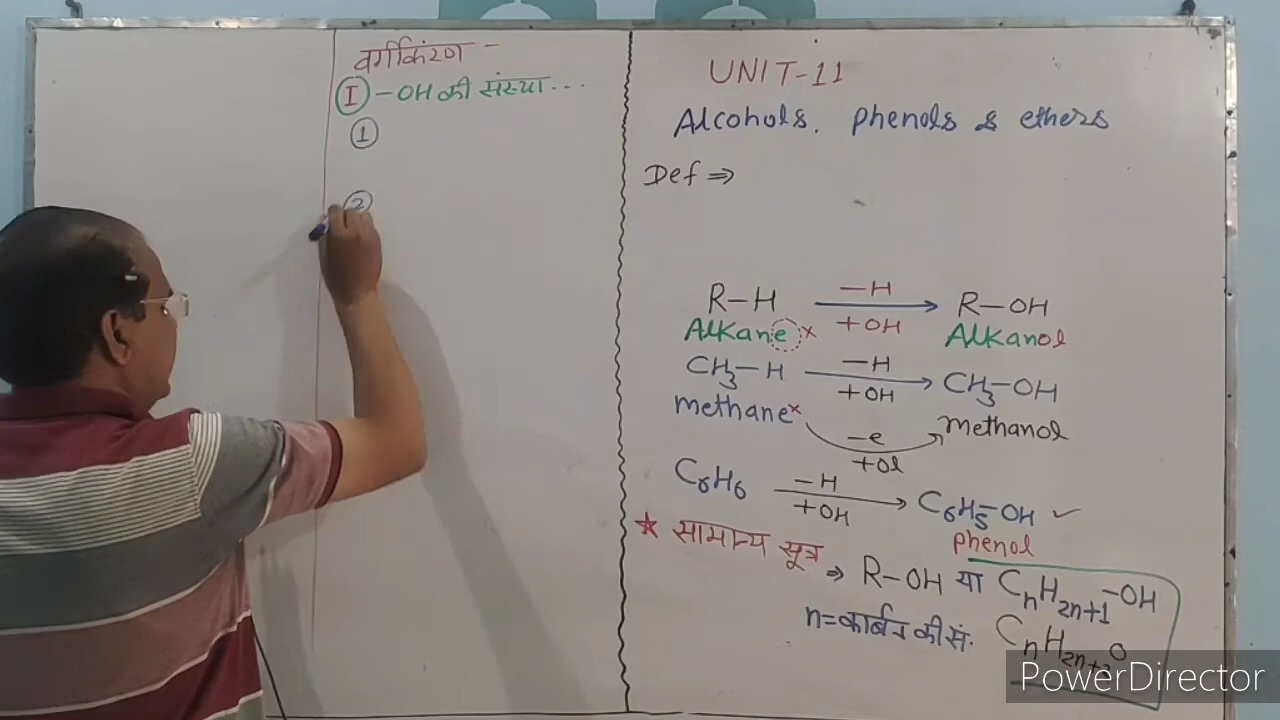 वर्गीकरण -
I -OH की संख्या...
1
2
UNIT-11
Alcohols, phenols & ethers
Def ⇒
R-H -H +OH R-OH
Alkane × Alkanol
CH3-H -H +OH CH3-OH
methane × -e +ol methanol
C6H6 -H +OH C6H5-OH ✓
phenol
★ सामान्य सूत्र
⇒ R-OH या CnH2n+1-OH
n=कार्बन की सं. CnH2n+2O
PowerDirector